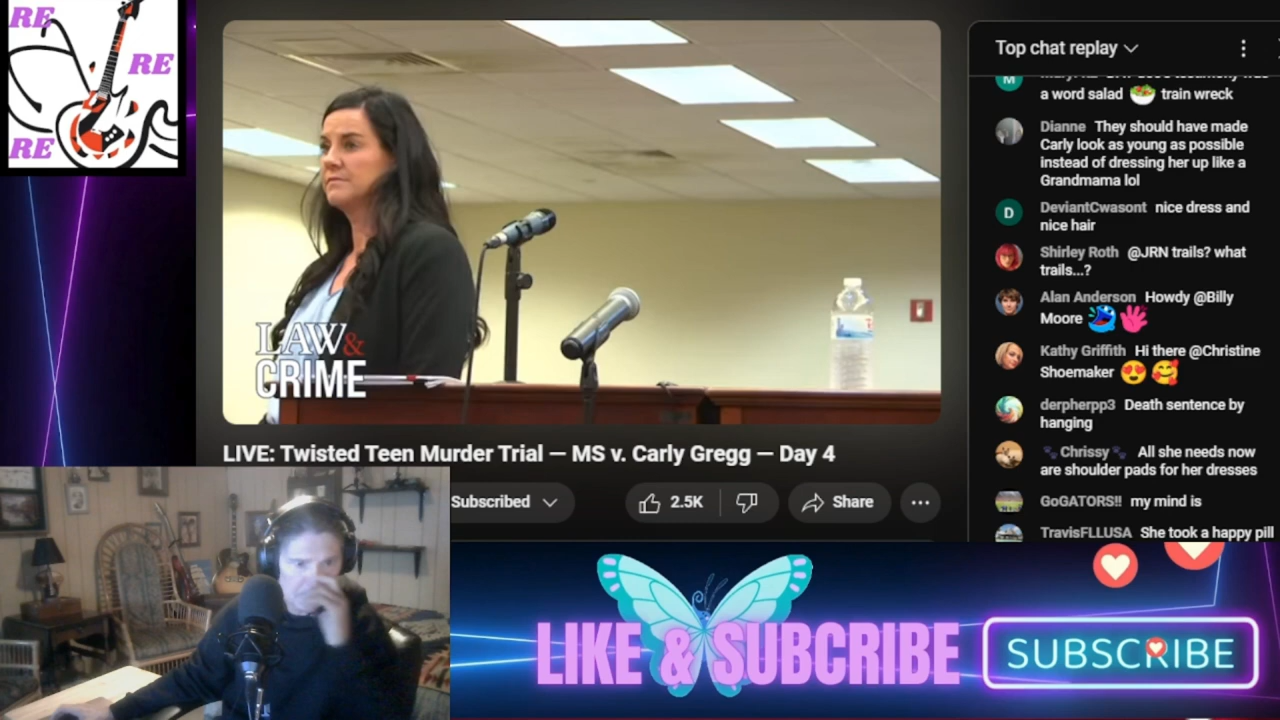 RE
RE
RE
LAW&
CRIME
LIVE: Twisted Teen Murder Trial — MS v. Carly Gregg — Day 4
Subscribed
2.5K
Share
Top chat replay
M
a word salad 🥗 train wreck
Dianne They should have made
Carly look as young as possible
instead of dressing her up like a
Grandmama lol
D
DeviantCwasont nice dress and
nice hair
Shirley Roth @JRN trails? what
trails...?
Alan Anderson Howdy @Billy
Moore
Kathy Griffith Hi there @Christine
Shoemaker 😍 🥰
derpherpp3 Death sentence by
hanging
🐾Chrissy🐾 All she needs now
are shoulder pads for her dresses
GoGATORS!! my mind is
TravisFLLUSA She took a happy pill
LIKE & SUBCRIBE
SUBSCRIBE